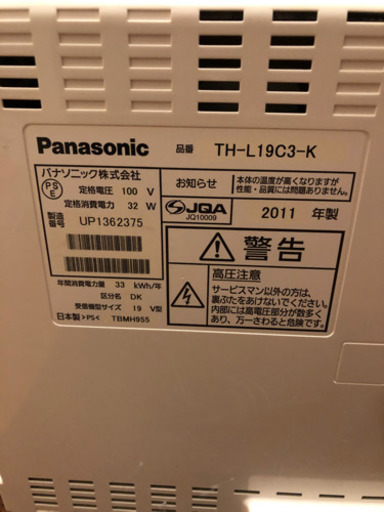 Panasonic 品番 TH-L19C3-K
パナソニック株式会社
PSE
定格電圧 100 V
定格消費電力 32 W
製造番号 UP1362375
お知らせ
本体の温度が高くなりますが、
性能・品質には問題ありません。
JQA
JQ10009
2011 年製
年間消費電力量 33 kWh/年
区分名 DK
受信機型サイズ 19 V型
日本製 >PS< TBMH955
警告
高圧注意
サービスマン以外の方は、
裏ぶたをあけないでください。
内部には高電圧部分が数多く
あり、万一さわると危険です。